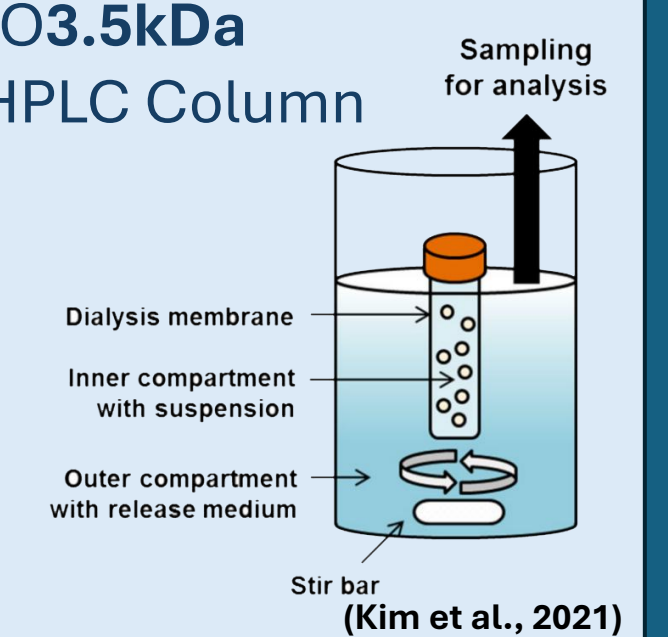 O3.5kDa
HPLC Column
Sampling
for analysis
Dialysis membrane
Inner compartment
with suspension
Outer compartment
with release medium
Stir bar
(Kim et al., 2021)